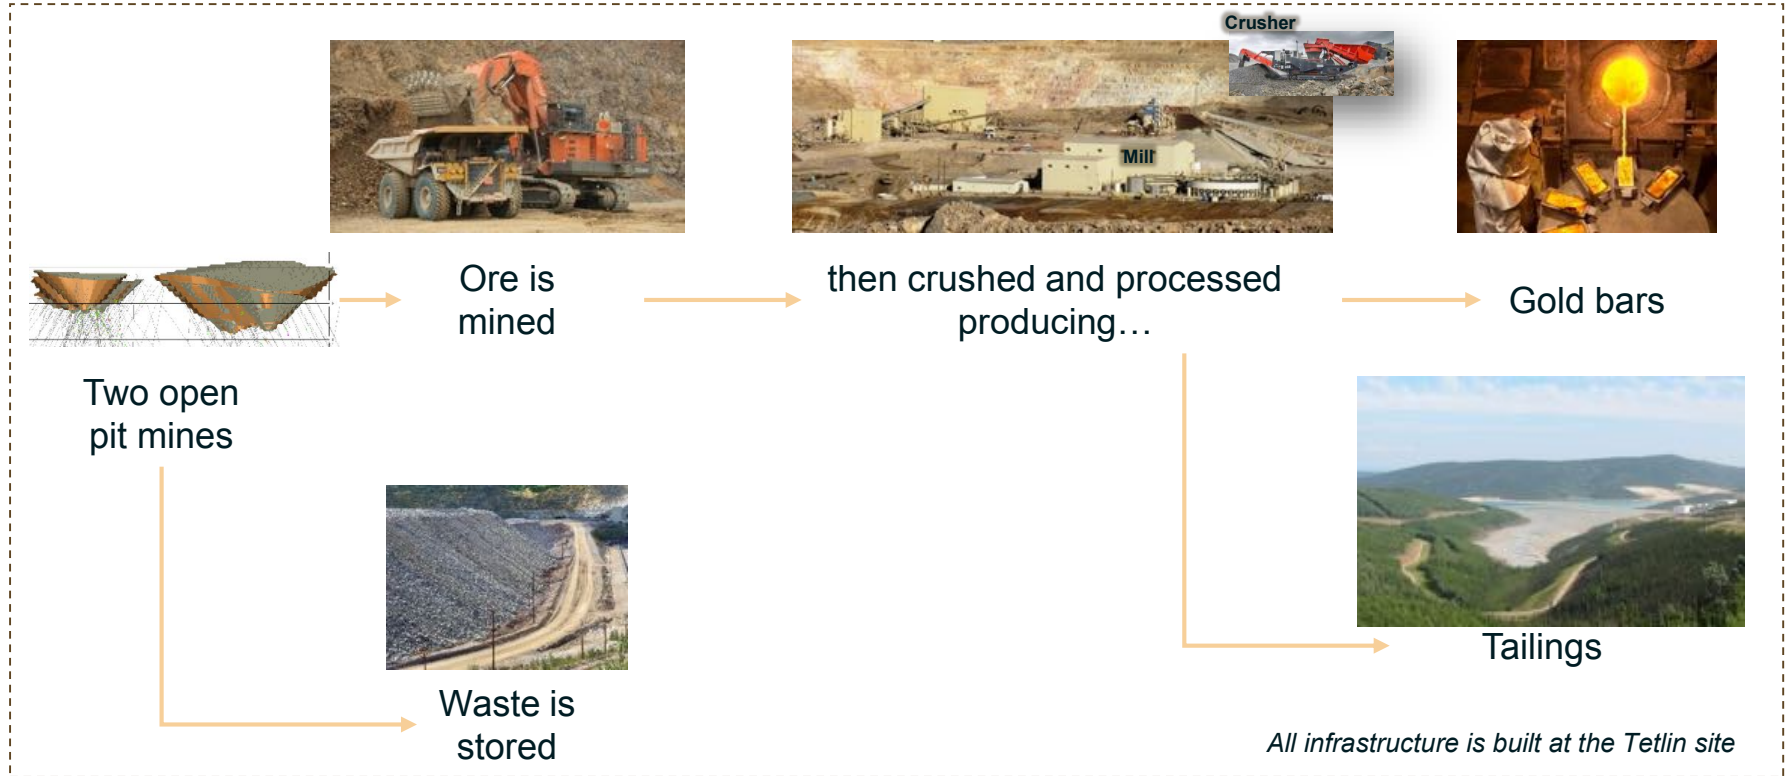 Crusher
Mill
Ore is
mined
then crushed and processed
producing…
Gold bars
Two open
pit mines
Tailings
Waste is
stored
All infrastructure is built at the Tetlin site